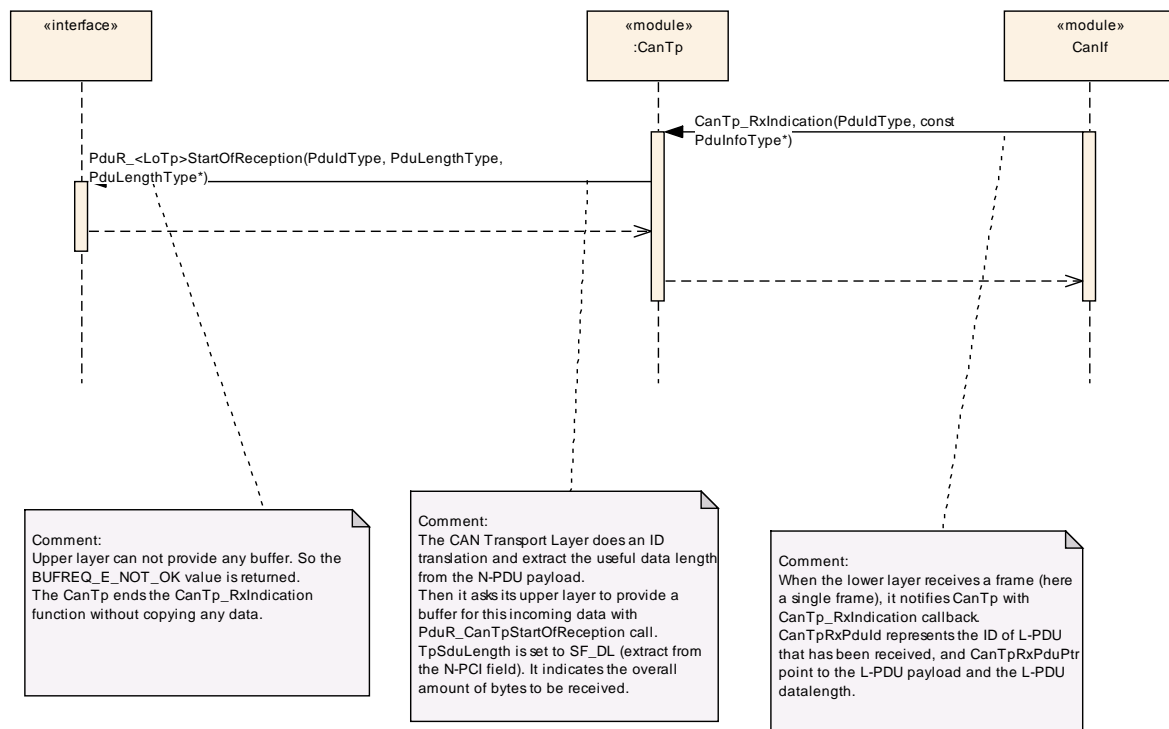 «interface»
«module»
:CanTp
«module»
CanIf
CanTp_RxIndication(PduIdType, const
PduInfoType*)
PduR_<LoTp>StartOfReception(PduIdType, PduLengthType,
PduLengthType*)
Comment:
Upper layer can not provide any buffer. So the
BUFREQ_E_NOT_OK value is returned.
The CanTp ends the CanTp_RxIndication
function without copying any data.
Comment:
The CAN Transport Layer does an ID
translation and extract the useful data length
from the N-PDU payload.
Then it asks its upper layer to provide a
buffer for this incoming data with
PduR_CanTpStartOfReception call.
TpSduLength is set to SF_DL (extract from
the N-PCI field). It indicates the overall
amount of bytes to be received.
Comment:
When the lower layer receives a frame (here
a single frame), it notifies CanTp with
CanTp_RxIndication callback.
CanTpRxPduId represents the ID of L-PDU
that has been received, and CanTpRxPduPtr
point to the L-PDU payload and the L-PDU
datalength.